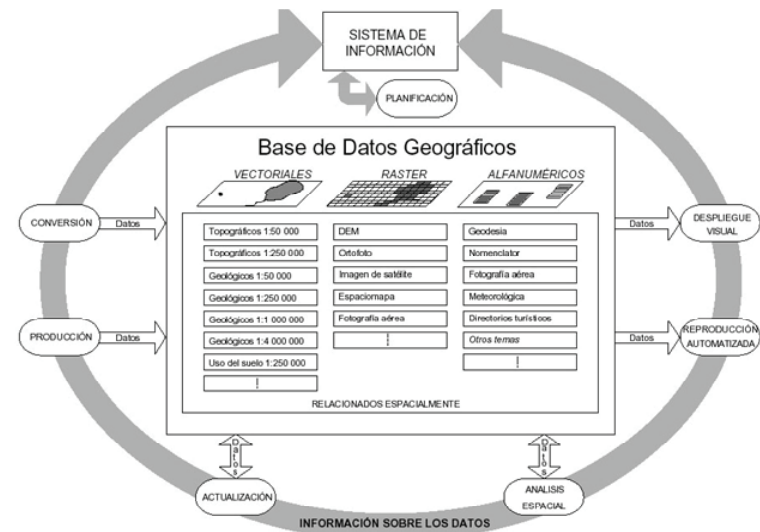 SISTEMA DE
INFORMACIÓN
PLANIFICACIÓN
Base de Datos Geográficos
VECTORIALES
RASTER
ALFANUMÉRICOS
CONVERSIÓN
Datos
PRODUCCIÓN
Datos
Topográficos 1:50 000
Topográficos 1:250 000
Geológicos 1:50 000
Geológicos 1:250 000
Geológicos 1:1 000 000
Geológicos 1:4 000 000
Uso del suelo 1:250 000
DEM
Ortofoto
Imagen de satélite
Espaciomapa
Fotografía aérea
Geodesia
Nomenclator
Fotografía aérea
Meteorológica
Directorios turísticos
Otros temas
RELACIONADOS ESPACIALMENTE
Datos
DESPLIEGUE
VISUAL
Datos
REPRODUCCIÓN
AUTOMATIZADA
Datos
ACTUALIZACIÓN
Datos
ANALISIS
ESPACIAL
INFORMACIÓN SOBRE LOS DATOS